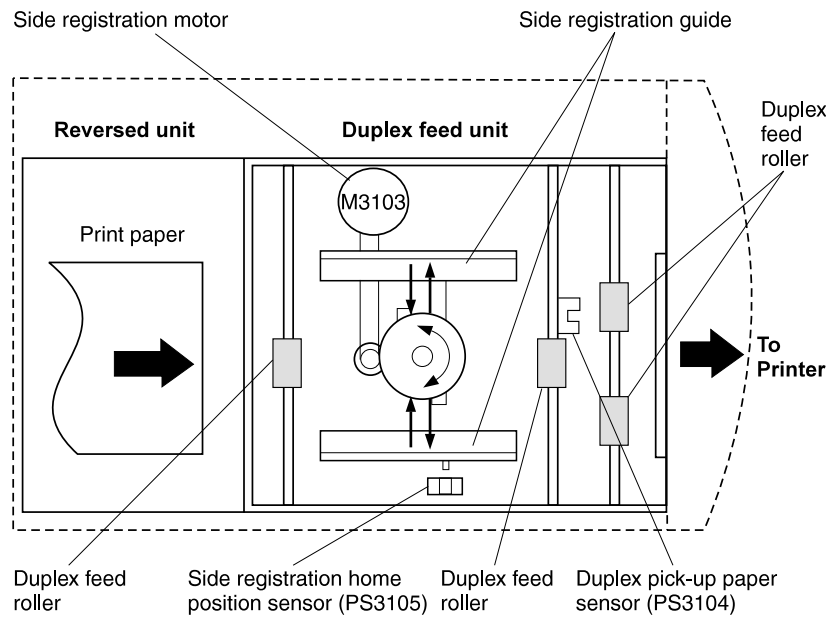 Side registration motor
Side registration guide
Reversed unit
Duplex feed unit
Duplex
feed
roller
M3103
Print paper
To
Printer
Duplex feed
roller
Side registration home
position sensor (PS3105)
Duplex feed
roller
Duplex pick-up paper
sensor (PS3104)